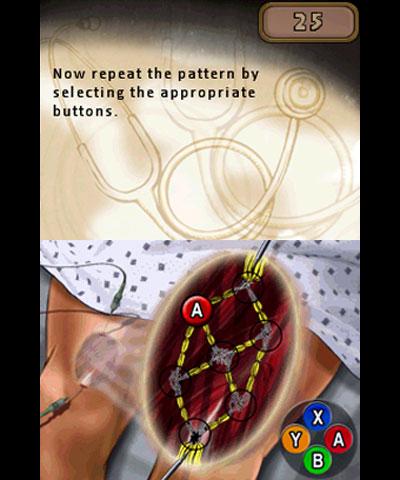 25
Now repeat the pattern by
selecting the appropriate
buttons.
A
X
Y A
B